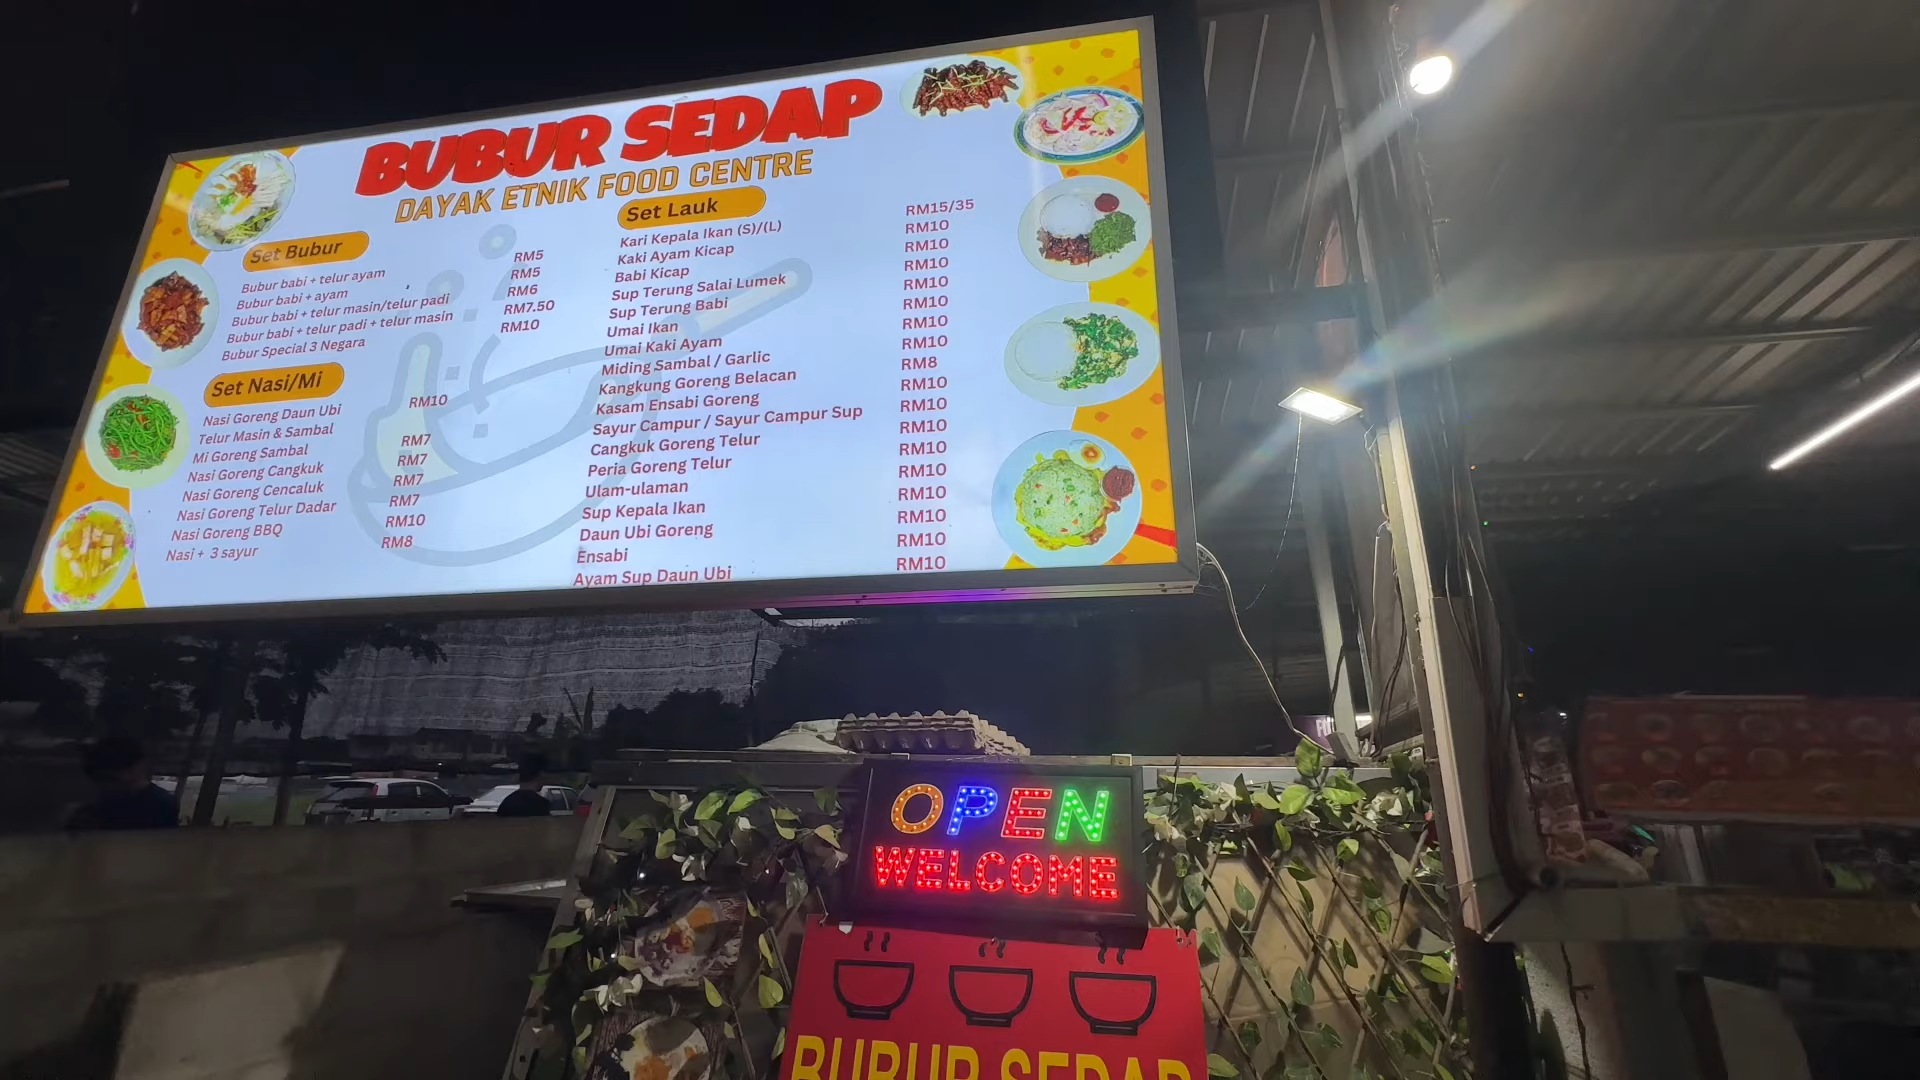 BUBUR SEDAP
DAYAK ETNIK FOOD CENTRE
Set Bubur
Bubur babi + telur ayam RM5
Bubur babi + ayam RM5
Bubur babi + telur masin/telur padi RM6
Bubur babi + telur padi + telur masin RM7.50
Bubur Special 3 Negara RM10
Set Nasi/Mi
Nasi Goreng Daun Ubi RM10
Telur Masin & Sambal
Mi Goreng Sambal RM7
Nasi Goreng Cangkuk RM7
Nasi Goreng Cencaluk RM7
Nasi Goreng Telur Dadar RM7
Nasi Goreng BBQ RM10
Nasi + 3 sayur RM8
Set Lauk
Kari Kepala Ikan (S)/(L) RM15/35
Kaki Ayam Kicap RM10
Babi Kicap RM10
Sup Terung Salai Lumek RM10
Sup Terung Babi RM10
Umai Ikan RM10
Umai Kaki Ayam RM10
Miding Sambal / Garlic RM10
Kangkung Goreng Belacan RM8
Kasam Ensabi Goreng RM10
Sayur Campur / Sayur Campur Sup RM10
Cangkuk Goreng Telur RM10
Peria Goreng Telur RM10
Ulam-ulaman RM10
Sup Kepala Ikan RM10
Daun Ubi Goreng RM10
Ensabi RM10
Ayam Sup Daun Ubi RM10
OPEN
WELCOME
BUBUR SEDAP